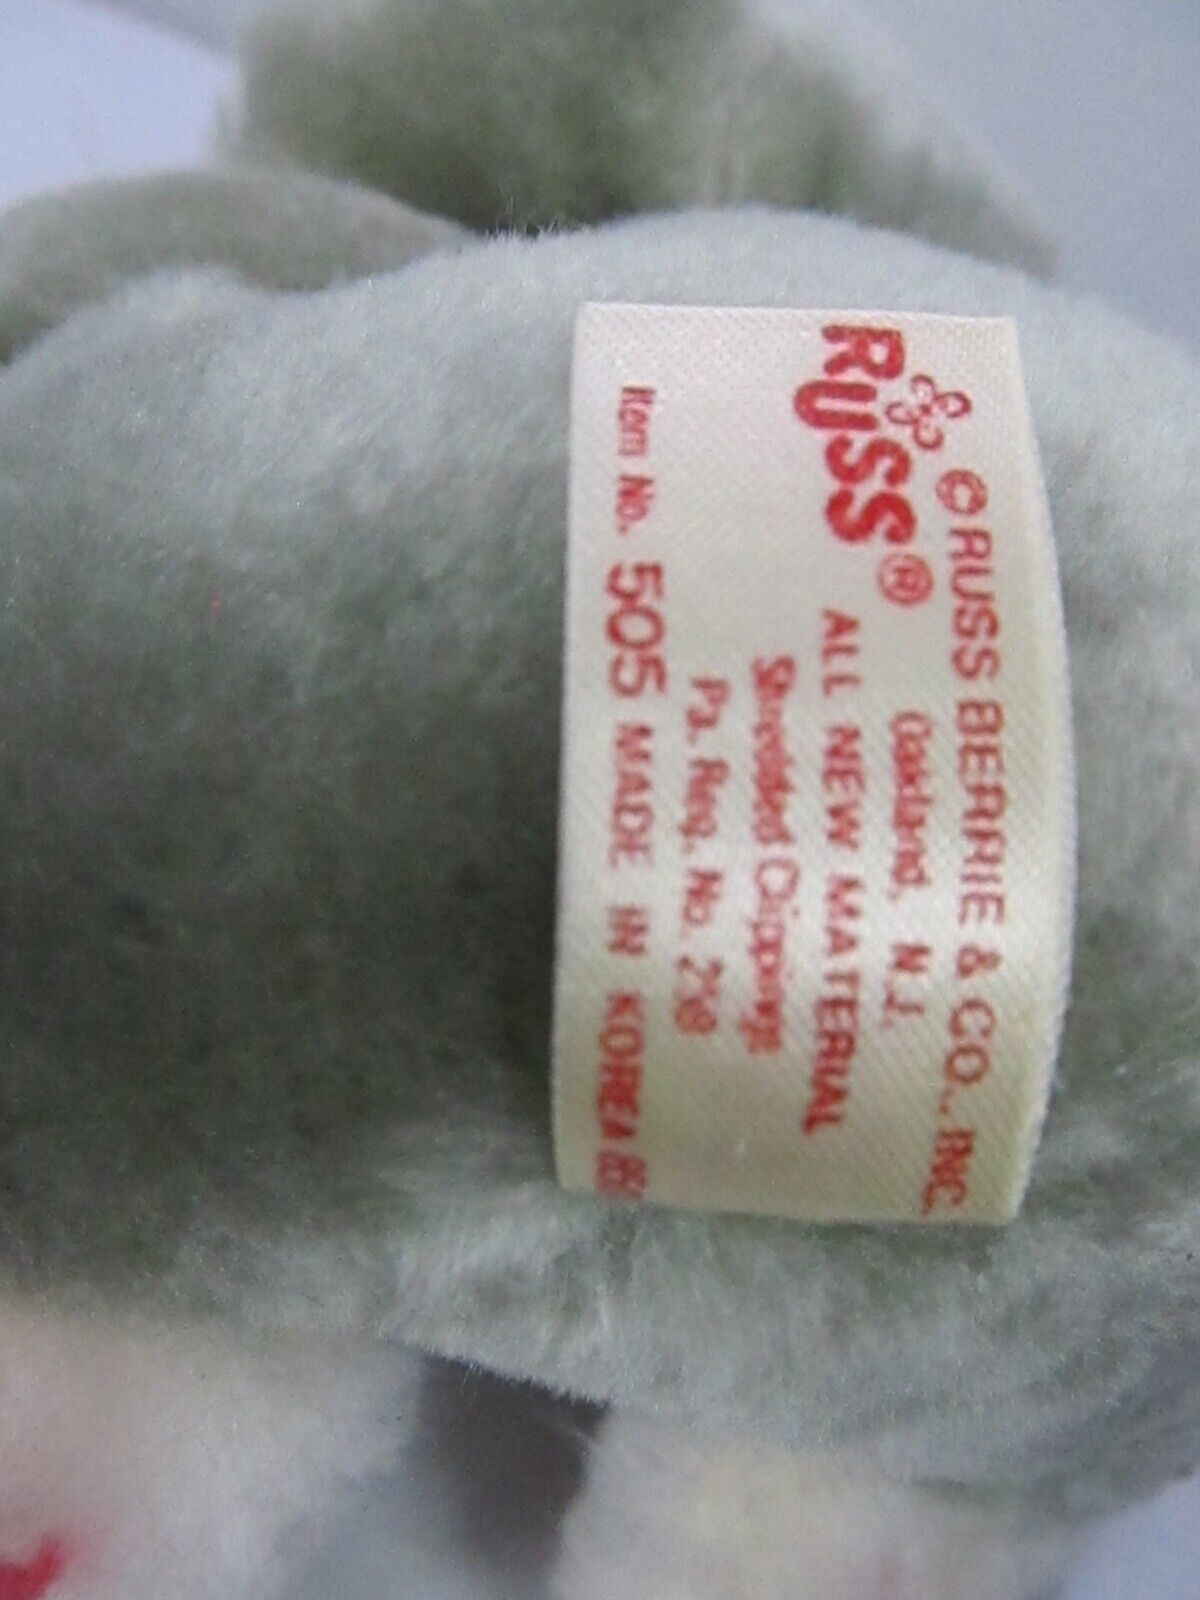 © RUSS BERRIE & CO., INC.
RUSS®
Oakland, N.J.
ALL NEW MATERIAL
Shredded Clippings
Pa. Reg. No. 298
Item No. 505 MADE IN KOREA